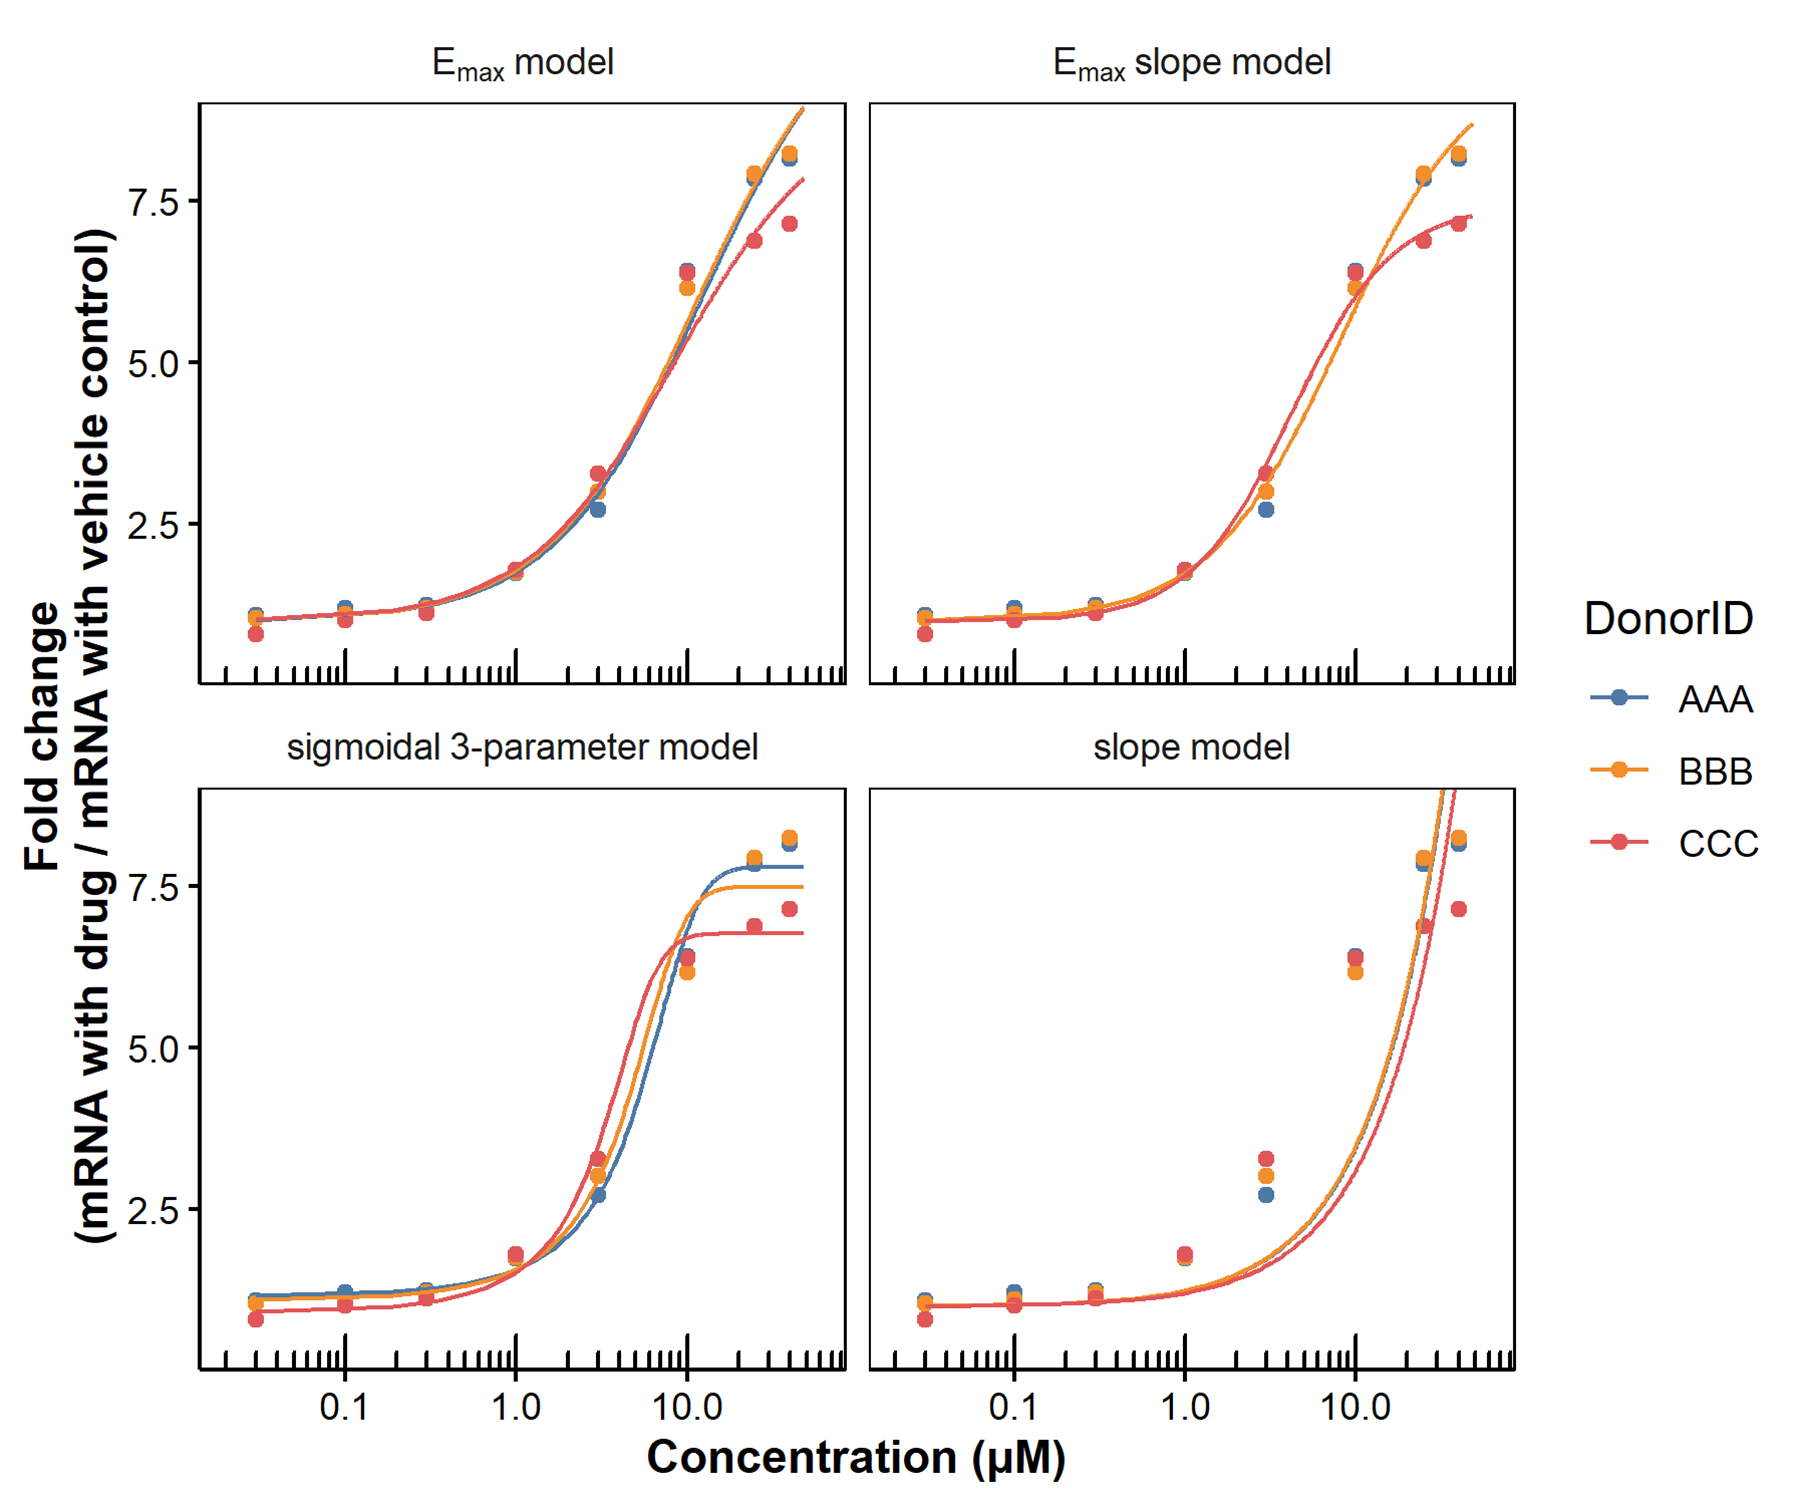 E_max model
E_max slope model
7.5
5.0
2.5
sigmoidal 3-parameter model
slope model
7.5
5.0
2.5
0.1 1.0 10.0
0.1 1.0 10.0
Concentration (µM)
Fold change
(mRNA with drug / mRNA with vehicle control)
DonorID
AAA
BBB
CCC